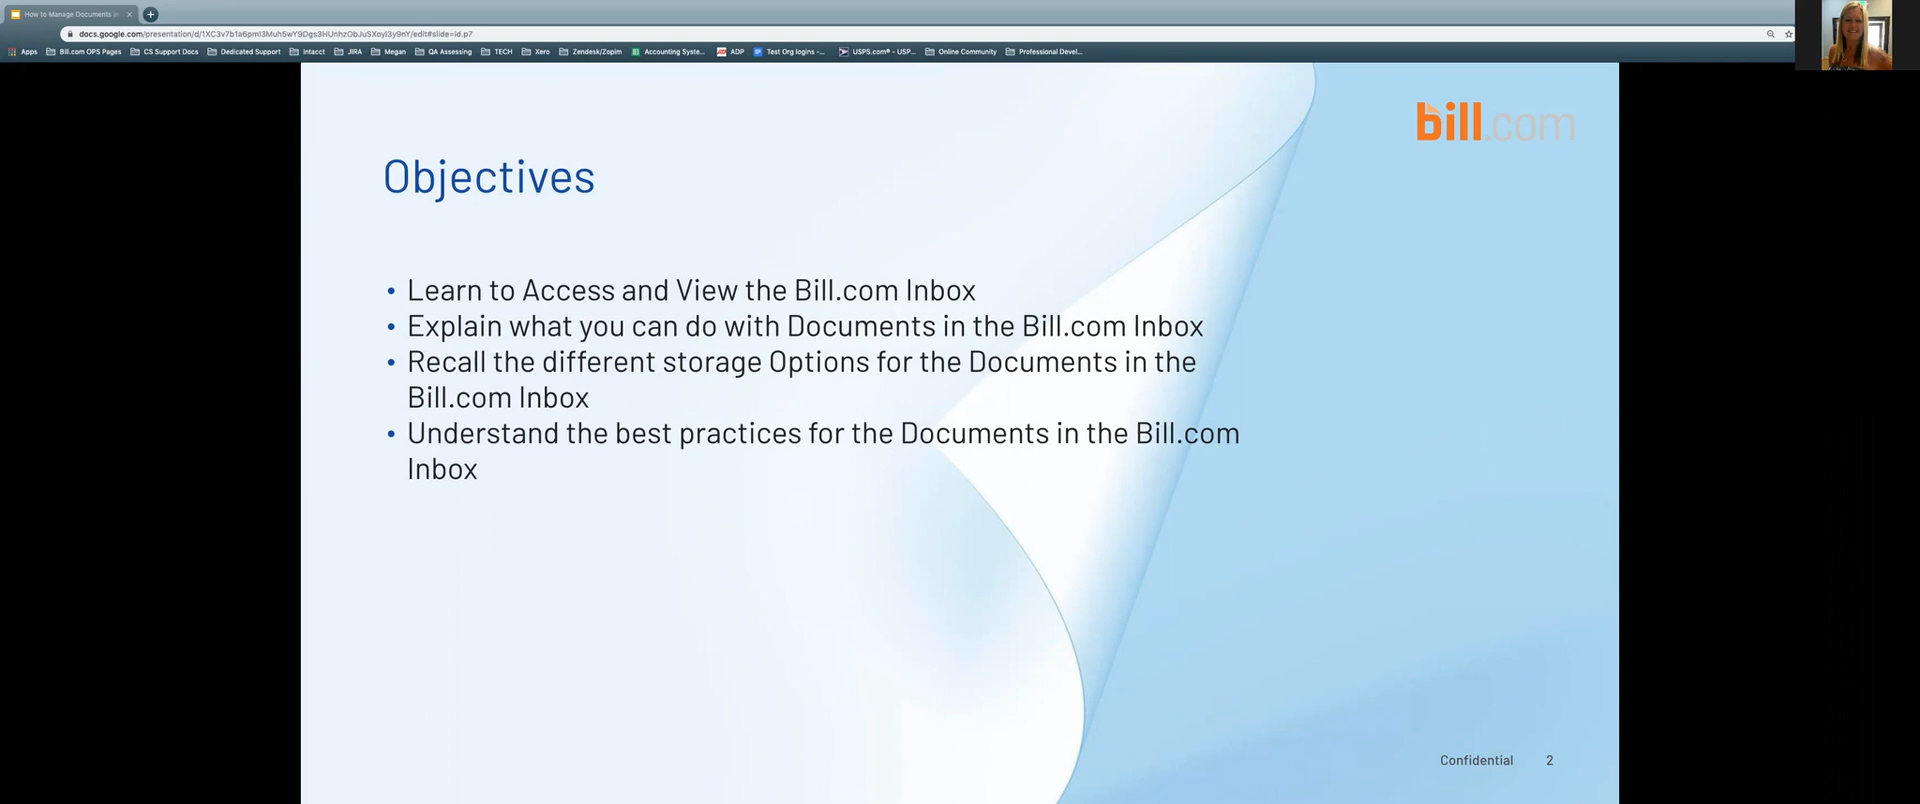 How to Manage Documents in
docs.google.com/presentation/d/1XC3v7b1a6pml3Muh5wY9Dgs3HUnhzObJuSXoyI3y9nY/edit#slide=id.p7
Apps Bill.com OPS Pages CS Support Docs Dedicated Support Intacct JIRA Megan QA Assessing TECH Xero Zendesk/Zopim Accounting Syste... ADP Test Org logins -... USPS.com® - USP... Online Community Professional Devel...
bill.com
Objectives
• Learn to Access and View the Bill.com Inbox
• Explain what you can do with Documents in the Bill.com Inbox
• Recall the different storage Options for the Documents in the
Bill.com Inbox
• Understand the best practices for the Documents in the Bill.com
Inbox
Confidential 2